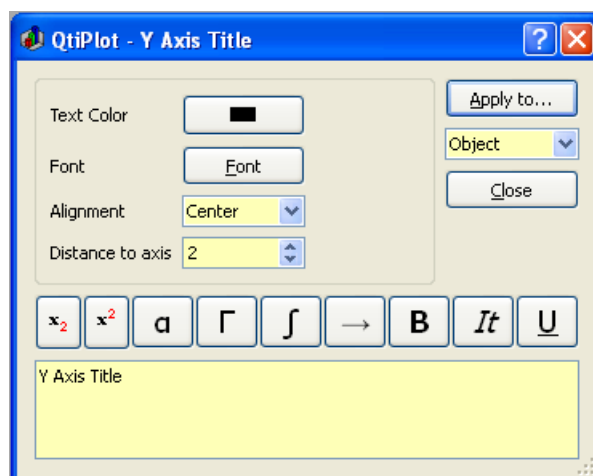 QtiPlot - Y Axis Title
?
Text Color
Font
Font
Alignment
Center
Distance to axis
2
Apply to...
Object
Close
x₂ x² α Γ ∫ → B It U
Y Axis Title